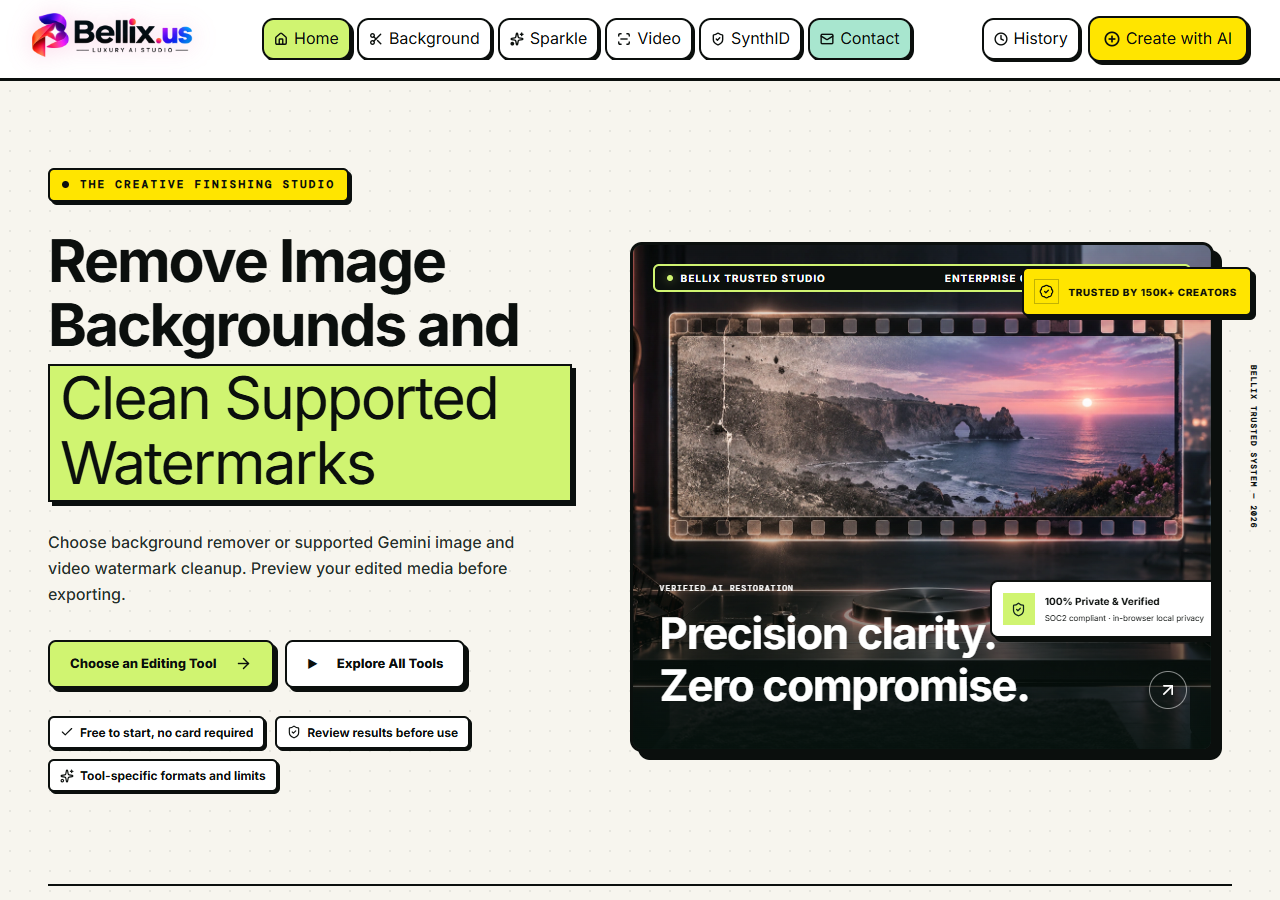 Bellix.us
LUXURY AI STUDIO
Home
Background
Sparkle
Video
SynthID
Contact
History
Create with AI
THE CREATIVE FINISHING STUDIO
Remove Image
Backgrounds and
Clean Supported
Watermarks
Choose background remover or supported Gemini image and
video watermark cleanup. Preview your edited media before
exporting.
Choose an Editing Tool
Explore All Tools
Free to start, no card required
Review results before use
Tool-specific formats and limits
BELLIX TRUSTED STUDIO
ENTERPRISE
TRUSTED BY 150K+ CREATORS
VERIFIED AI RESTORATION
Precision clarity.
Zero compromise.
100% Private & Verified
SOC2 compliant · in-browser local privacy
BELLIX TRUSTED SYSTEM — 2026